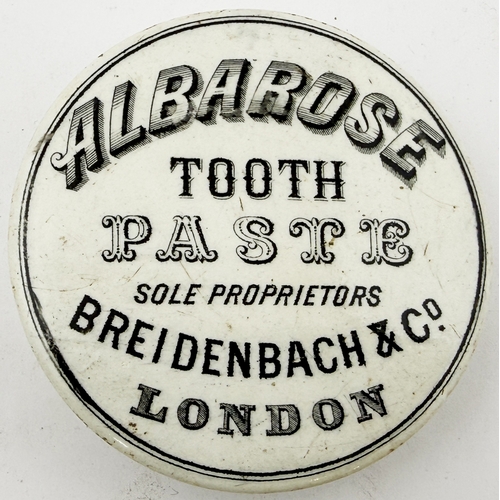 ALBAROSE
TOOTH
PASTE
SOLE PROPRIETORS
BREIDENBACH & Co
LONDON